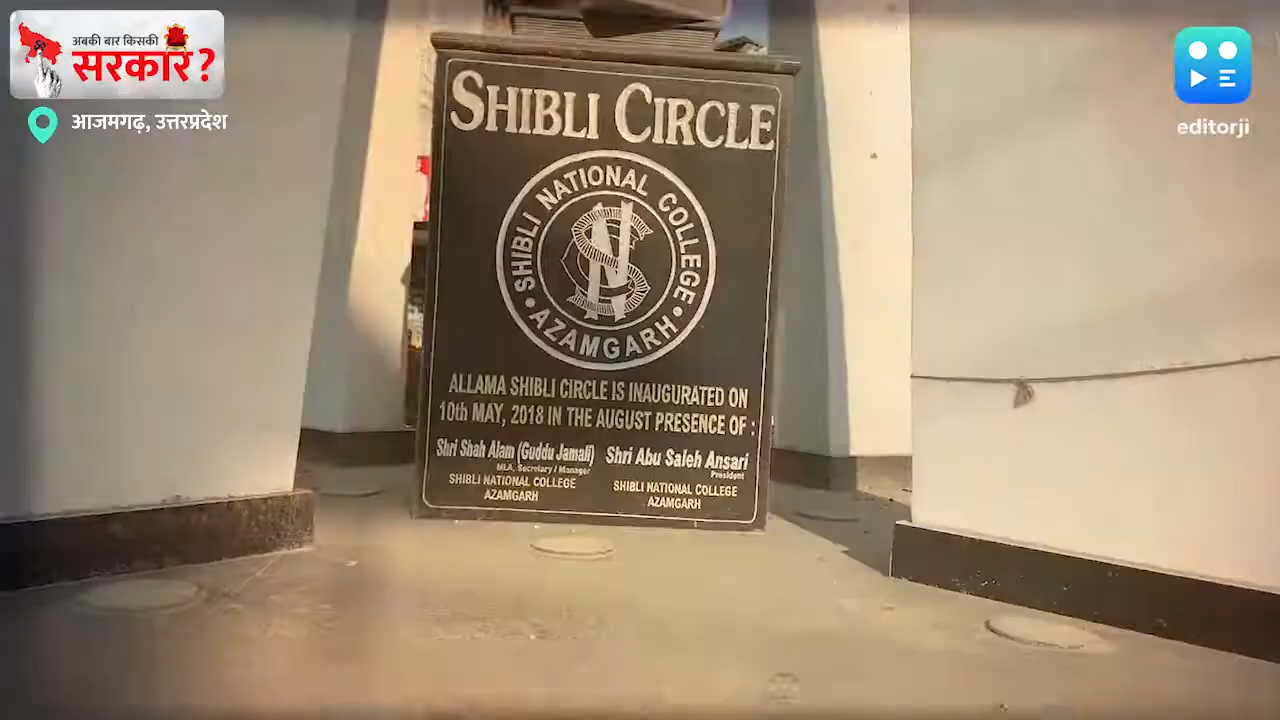 अबकी बार किसकी
सरकार?
आजमगढ़, उत्तरप्रदेश
editorji
SHIBLI CIRCLE
SHIBLI NATIONAL COLLEGE
AZAMGARH
ALLAMA SHIBLI CIRCLE IS INAUGURATED ON
10th MAY, 2018 IN THE AUGUST PRESENCE OF :
Shri Shah Alam (Guddu Jamali)
MLA, Secretary / Manager
SHIBLI NATIONAL COLLEGE
AZAMGARH
Shri Abu Saleh Ansari
President
SHIBLI NATIONAL COLLEGE
AZAMGARH